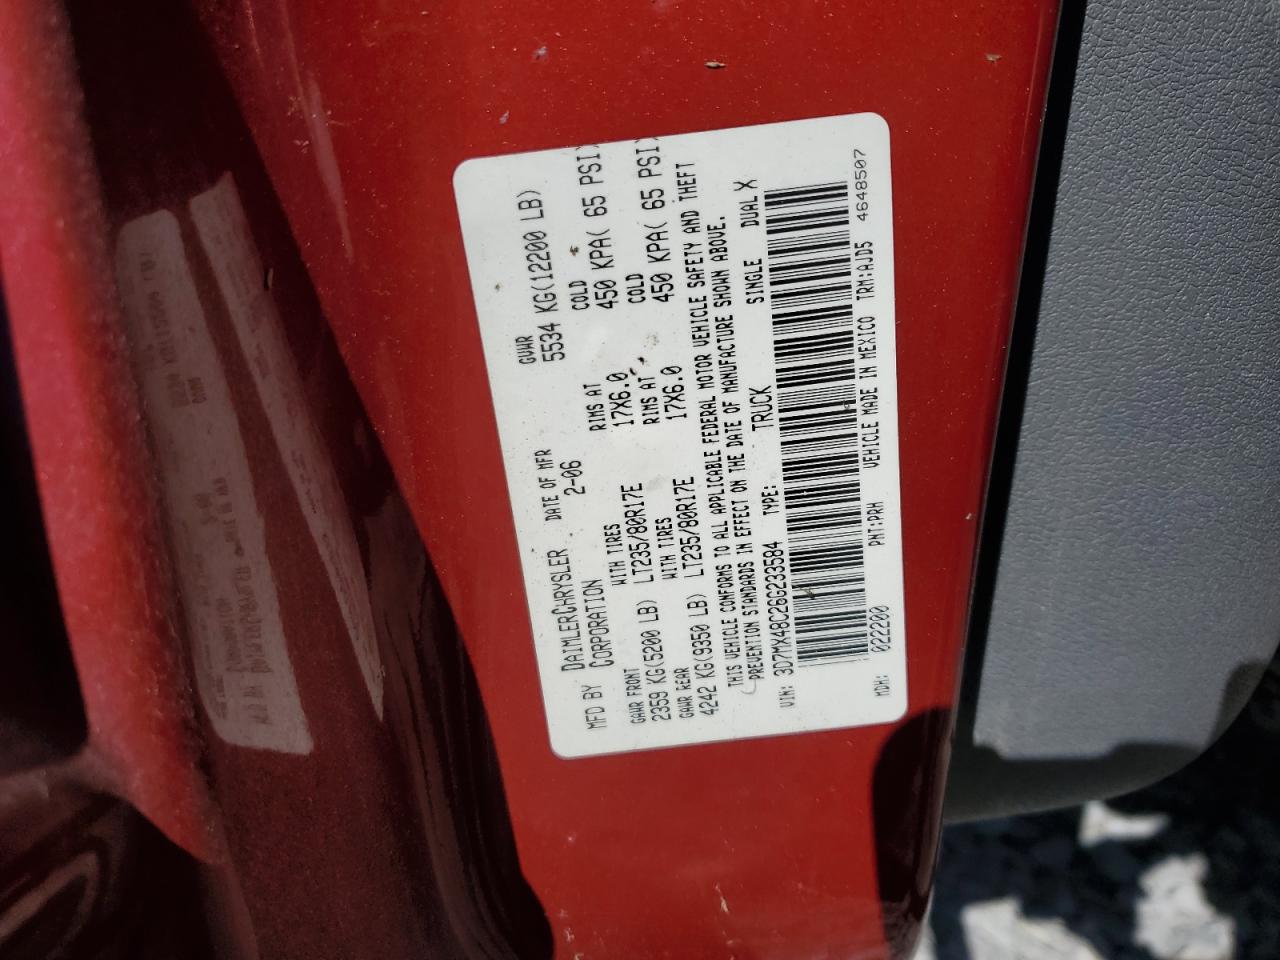 MFD BY DAIMLERCHRYSLER CORPORATION DATE OF MFR 2-06 GVWR 5534 KG(12200 LB)
GAWR FRONT WITH TIRES RIMS AT COLD
2359 KG(5200 LB) LT235/80R17E 17X6.0 450 KPA( 65 PSI)
GAWR REAR WITH TIRES RIMS AT COLD
4242 KG(9350 LB) LT235/80R17E 17X6.0 450 KPA( 65 PSI)
THIS VEHICLE CONFORMS TO ALL APPLICABLE FEDERAL MOTOR VEHICLE SAFETY AND THEFT
PREVENTION STANDARDS IN EFFECT ON THE DATE OF MANUFACTURE SHOWN ABOVE.
VIN: 3D7MX48C26G233584 TYPE: TRUCK SINGLE DUAL X
MDH: 022200 PNT:PRH VEHICLE MADE IN MEXICO TRM:AJD5 4648507